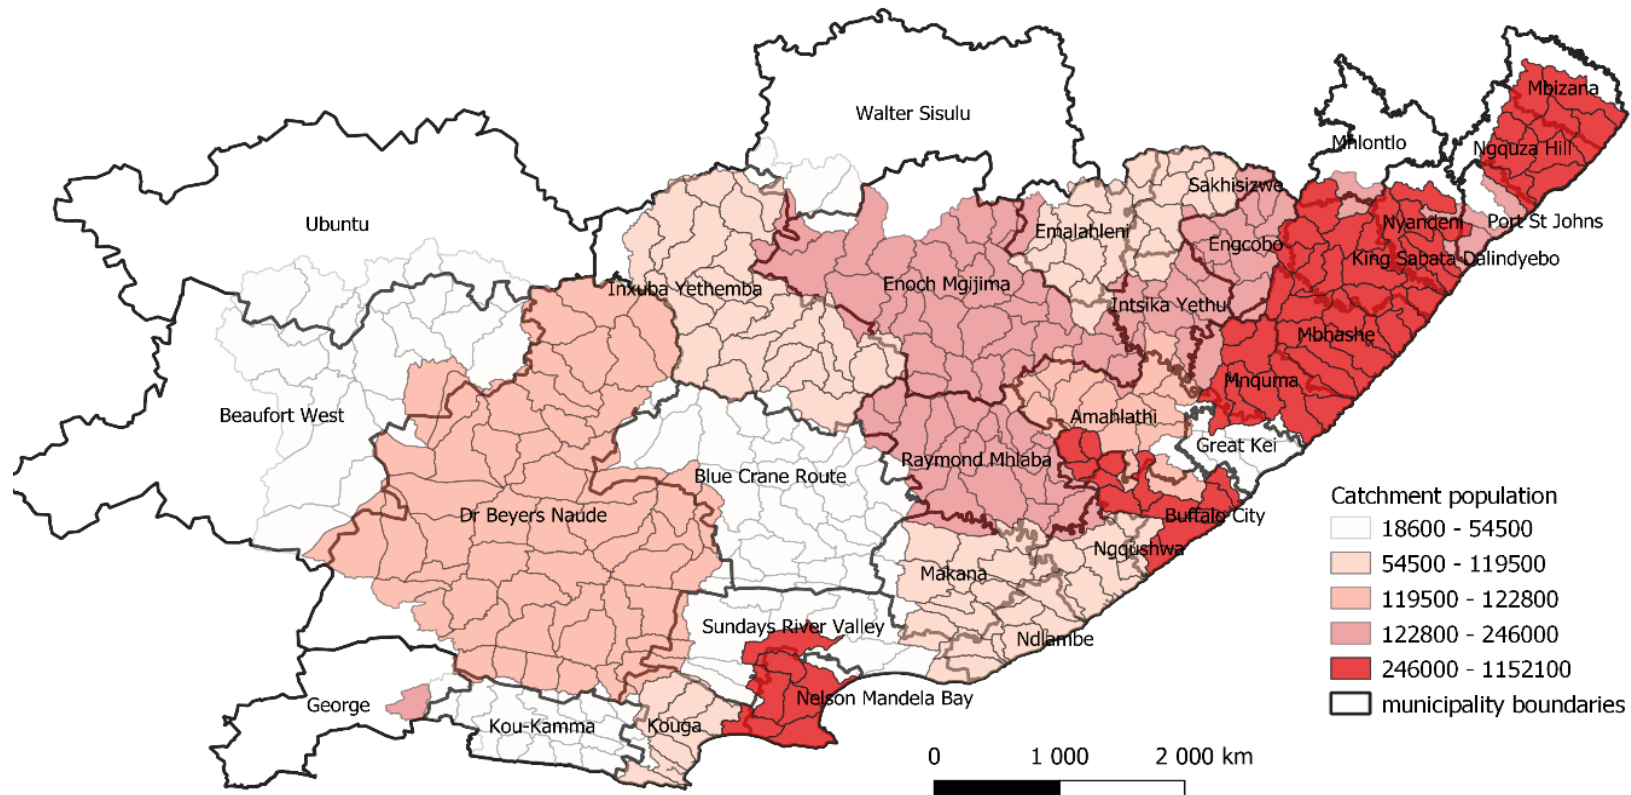 Mbizana
Walter Sisulu
Mhlontlo
Ngquza Hill
Sakhisizwe
Ubuntu
Nyandeni
Port St Johns
Emalahleni
Engcobo
King Sabata Dalindyebo
Inxuba Yethemba
Enoch Mgijima
Intsika Yethu
Mbhashe
Mnquma
Beaufort West
Amahlathi
Great Kei
Raymond Mhlaba
Blue Crane Route
Dr Beyers Naude
Buffalo City
Ngqushwa
Makana
Sundays River Valley
Ndlambe
Nelson Mandela Bay
George
Kou-Kamma
Kouga
Catchment population
18600 - 54500
54500 - 119500
119500 - 122800
122800 - 246000
246000 - 1152100
municipality boundaries
0 1 000 2 000 km